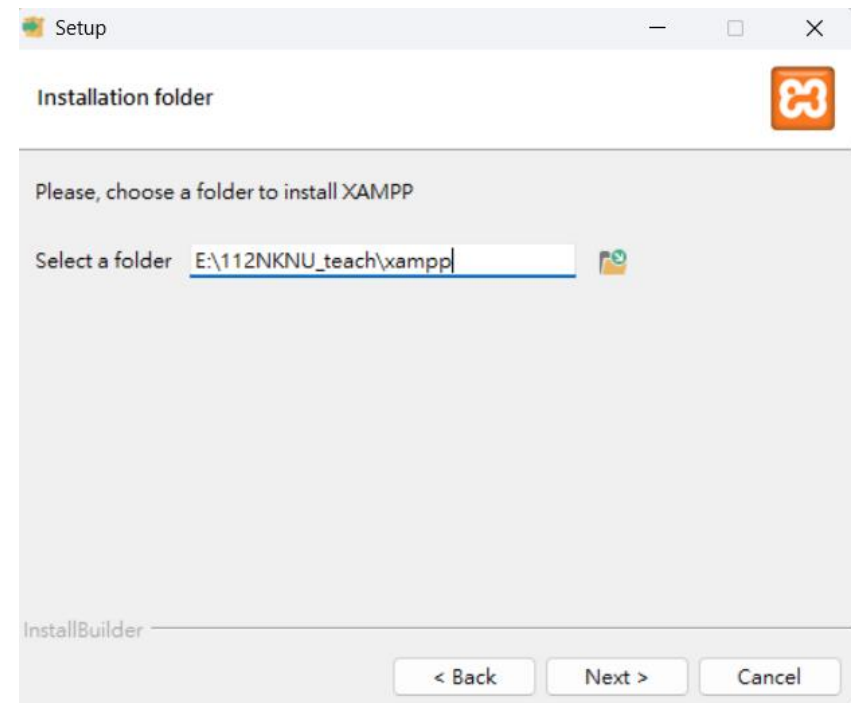 Setup
Installation folder
Please, choose a folder to install XAMPP
Select a folder E:\112NKNU_teach\xampp
InstallBuilder
< Back Next > Cancel